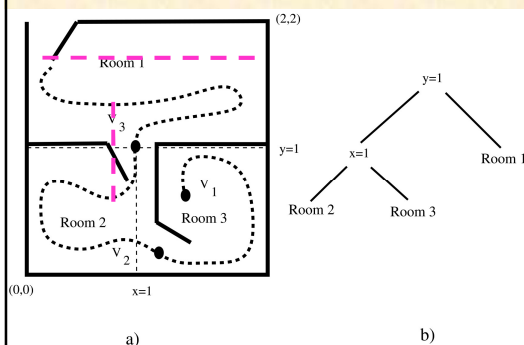 (2,2)
Room 1
y=1
V
3
y=1
x=1
Room 1
V
1
Room 2
Room 3
Room 2
Room 3
V
2
(0,0)
x=1
a)
b)